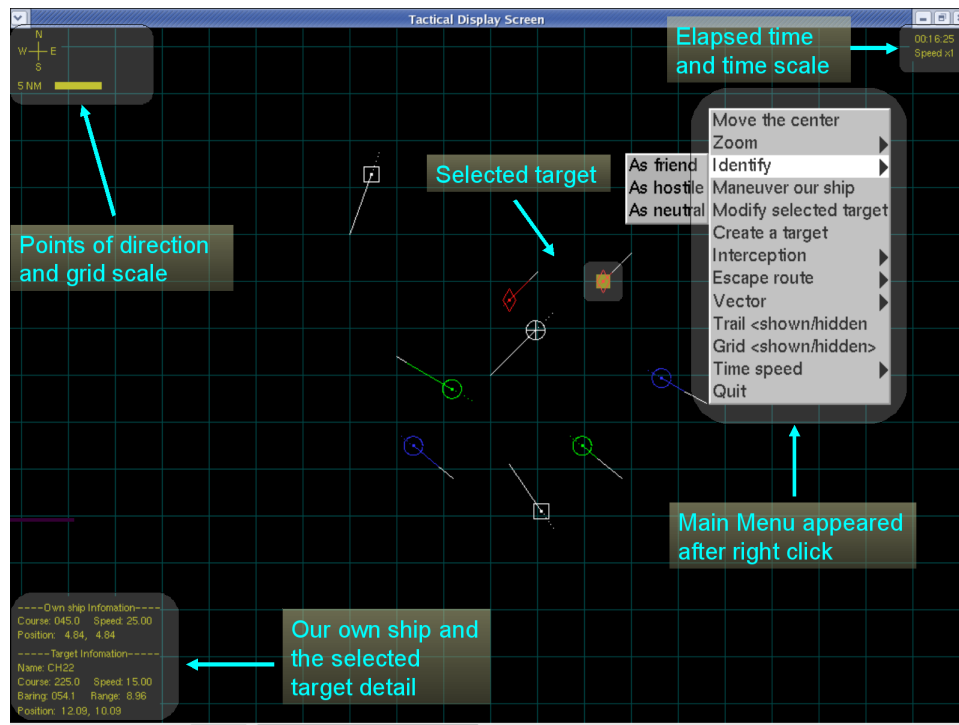 Tactical Display Screen
N
W E
S
5 NM
Elapsed time
and time scale
00:16:25
Speed x1
Points of direction
and grid scale
Selected target
Move the center
Zoom
Identify
Maneuver our ship
Modify selected target
Create a target
Interception
Escape route
Vector
Trail <shown/hidden
Grid <shown/hidden>
Time speed
Quit
As friend
As hostile
As neutral
Main Menu appeared
after right click
-----Own ship Infomation-----
Course: 045.0 Speed: 25.00
Position: 4.84, 4.84
------Target Infomation------
Name: CH22
Course: 225.0 Speed: 15.00
Baring: 054.1 Range: 8.96
Position: 12.09, 10.09
Our own ship and
the selected
target detail